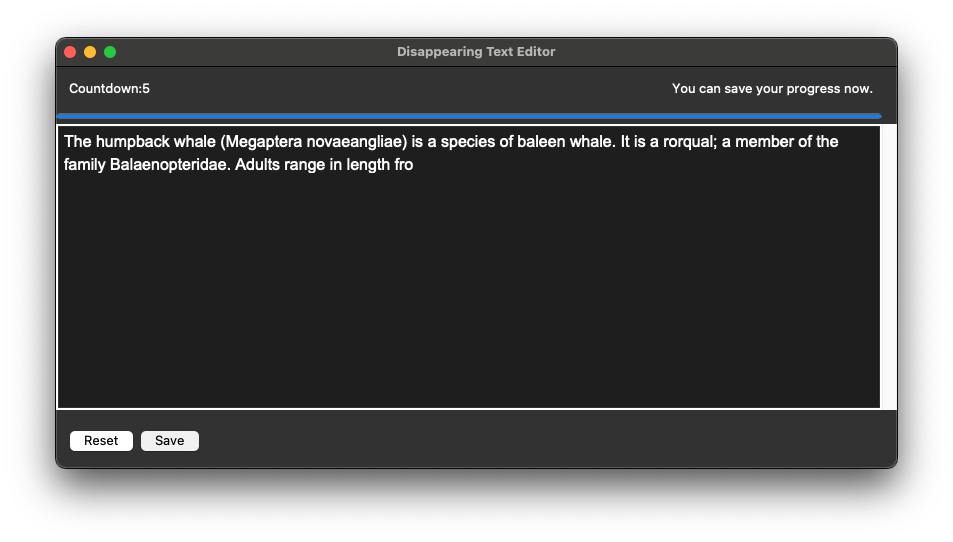 Disappearing Text Editor
Countdown:5
You can save your progress now.
The humpback whale (Megaptera novaeangliae) is a species of baleen whale. It is a rorqual; a member of the
family Balaenopteridae. Adults range in length fro
Reset
Save